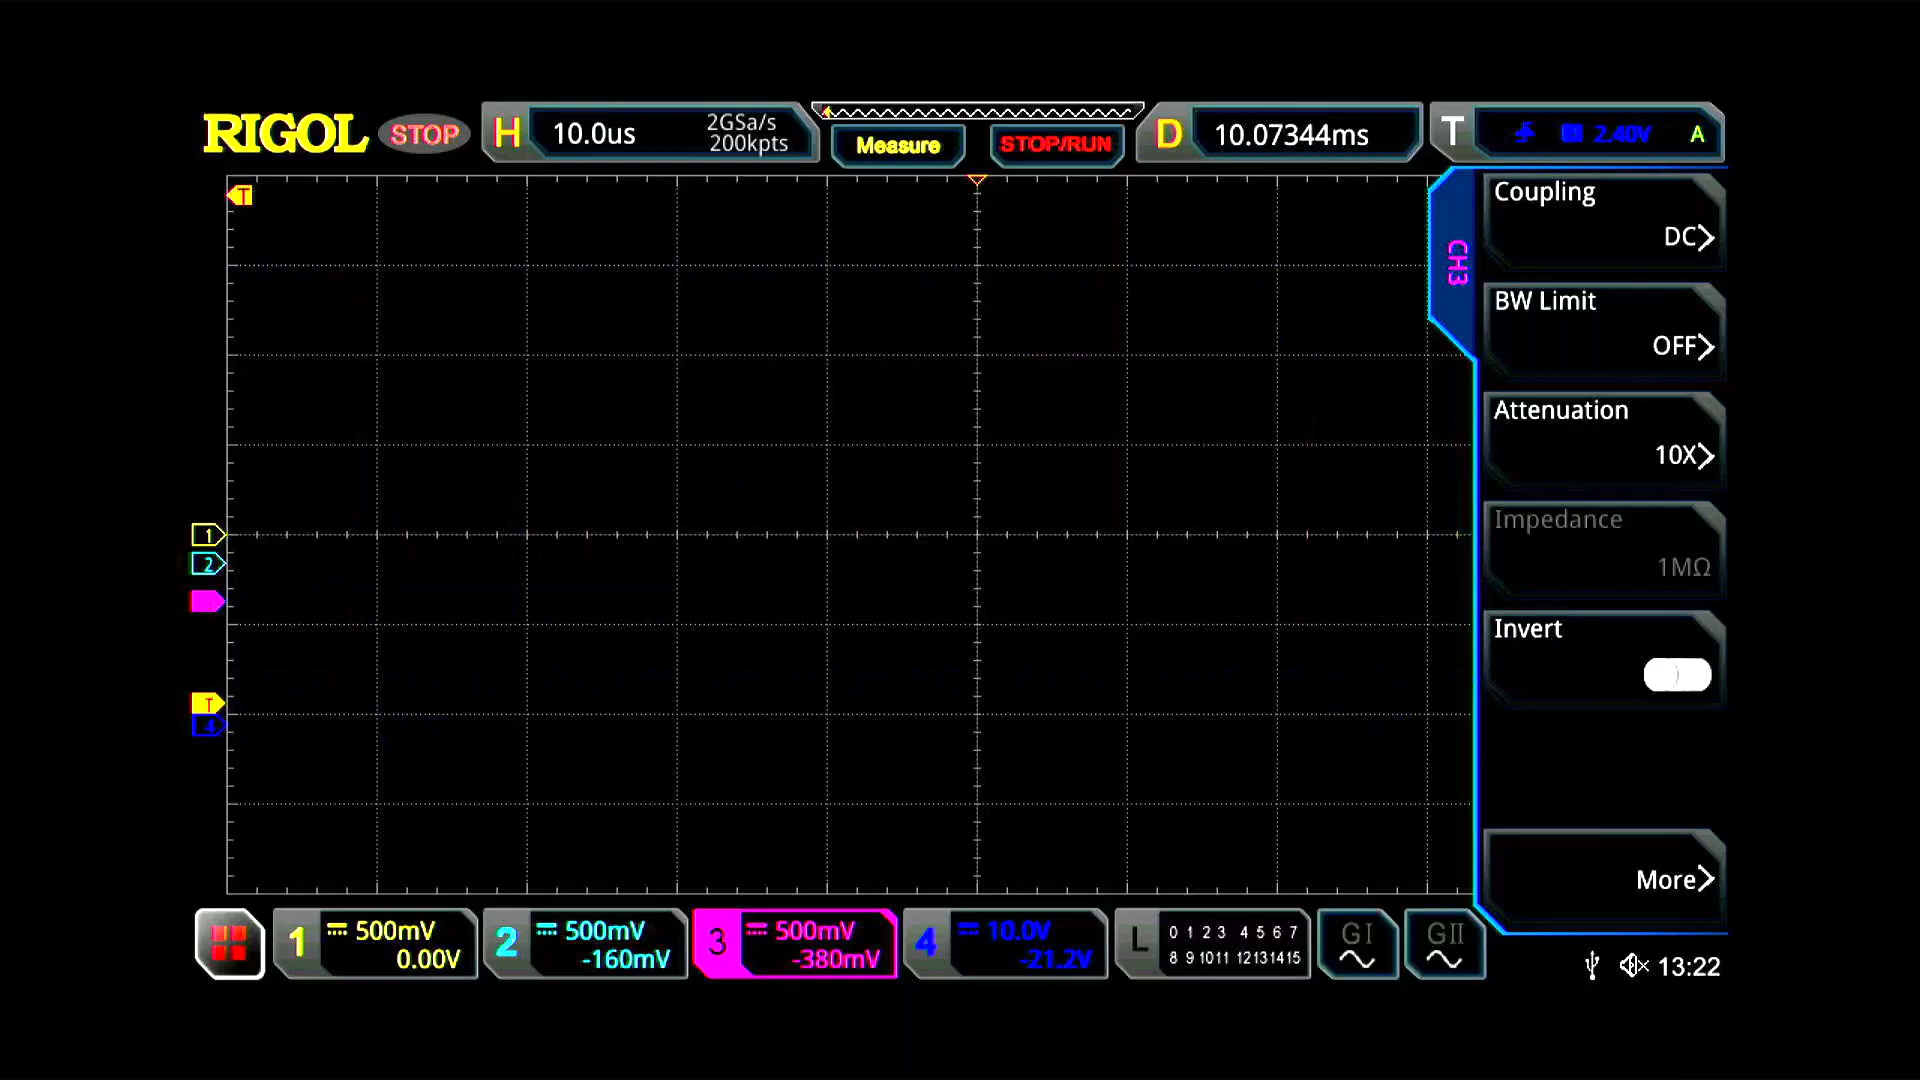 RIGOL STOP H 10.0us 2GSa/s 200kpts Measure STOP/RUN D 10.07344ms T 2.40V A
T
CH3
Coupling
DC
BW Limit
OFF
Attenuation
10X
Impedance
1MΩ
Invert
More
1
2
T
4
1 500mV 0.00V
2 500mV -160mV
3 500mV -380mV
4 10.0V -21.2V
L 0 1 2 3 4 5 6 7
8 9 10 11 12 13 14 15
GI GII
13:22